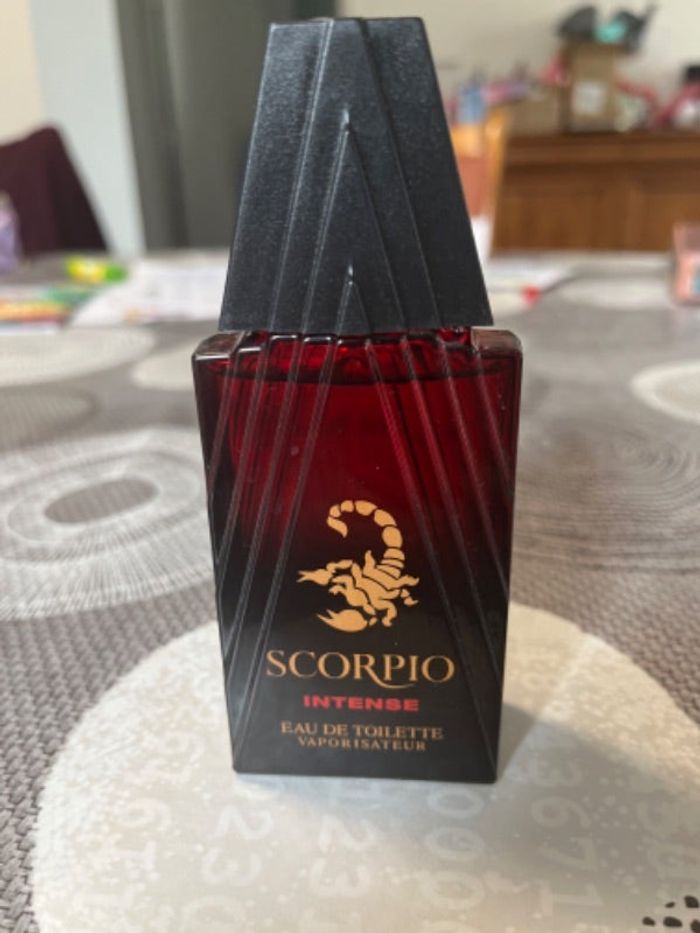 SCORPIO
INTENSE
EAU DE TOILETTE
VAPORISATEUR